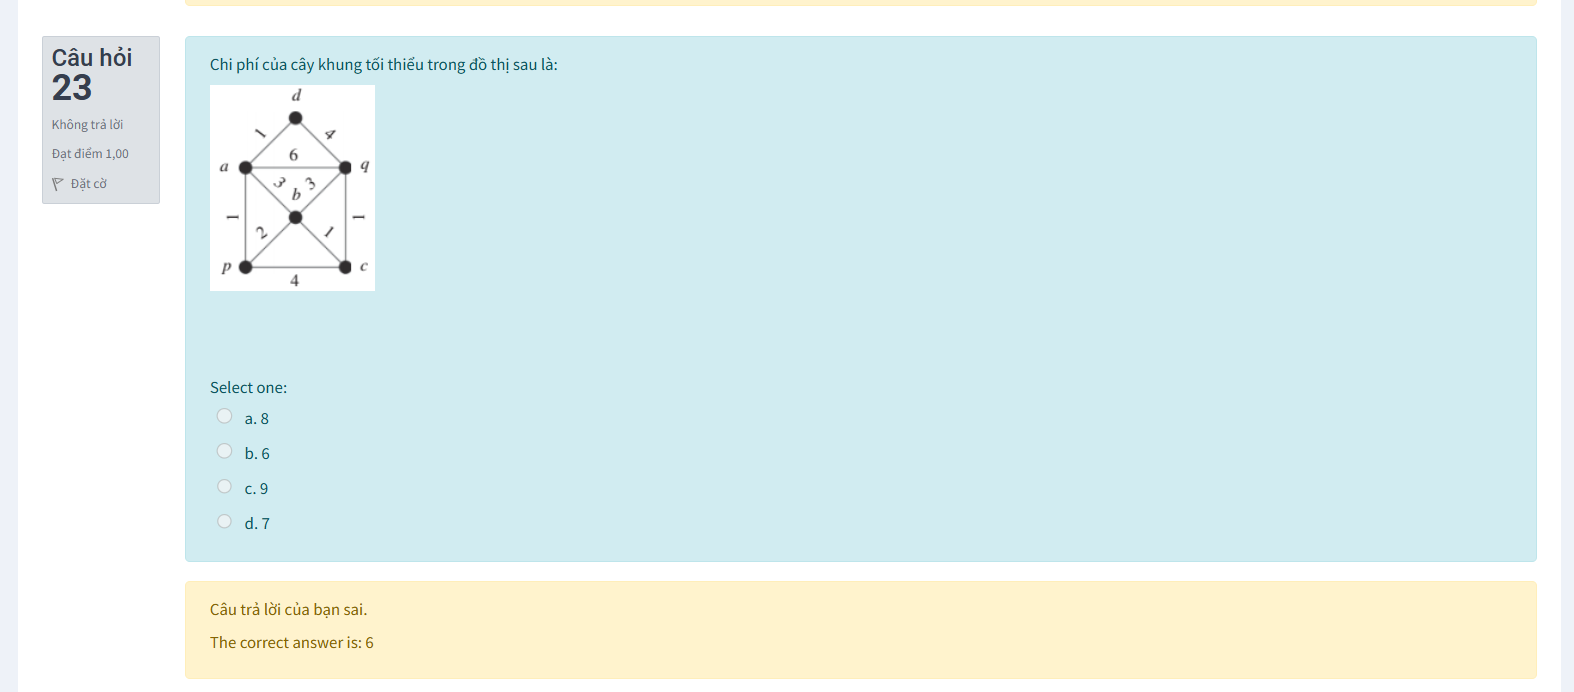 Câu hỏi
23
Không trả lời
Đạt điểm 1,00
Đặt cờ
Chi phí của cây khung tối thiểu trong đồ thị sau là:
d
1 4
6
a q
3 3
b
1 1
2 1
p c
4
Select one:
a. 8
b. 6
c. 9
d. 7
Câu trả lời của bạn sai.
The correct answer is: 6